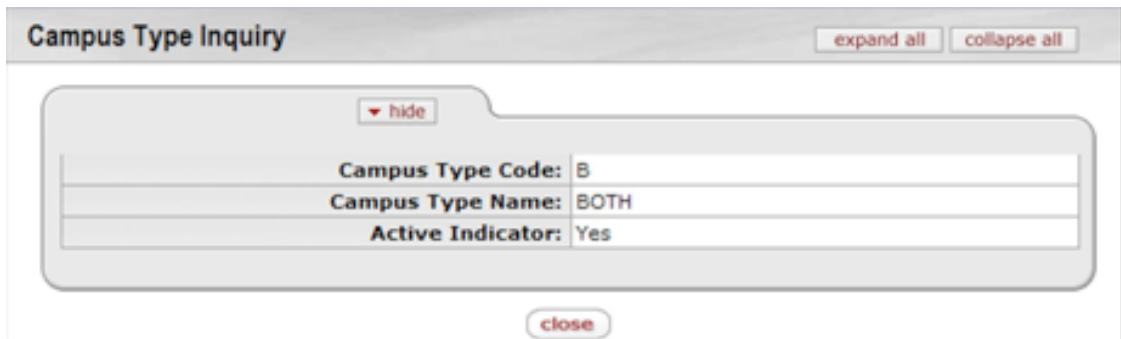 Campus Type Inquiry expand all collapse all
hide
Campus Type Code: B
Campus Type Name: BOTH
Active Indicator: Yes
close